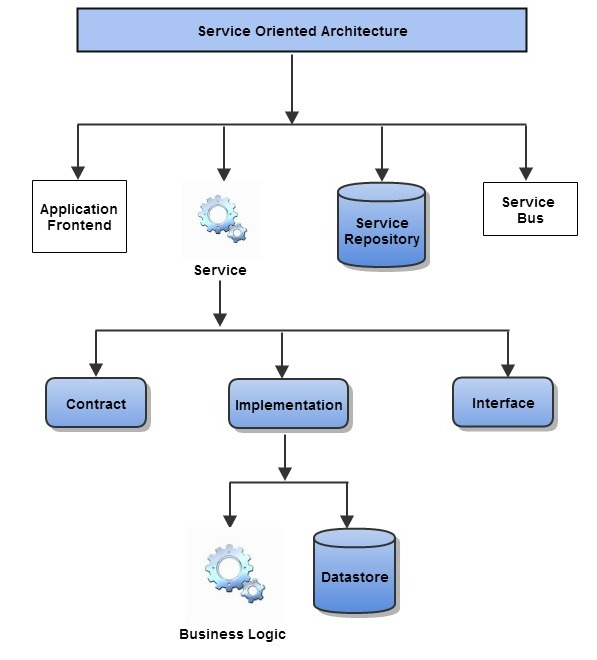 Service Oriented Architecture
Application
Frontend
Service
Service
Repository
Service
Bus
Contract
Implementation
Interface
Business Logic
Datastore